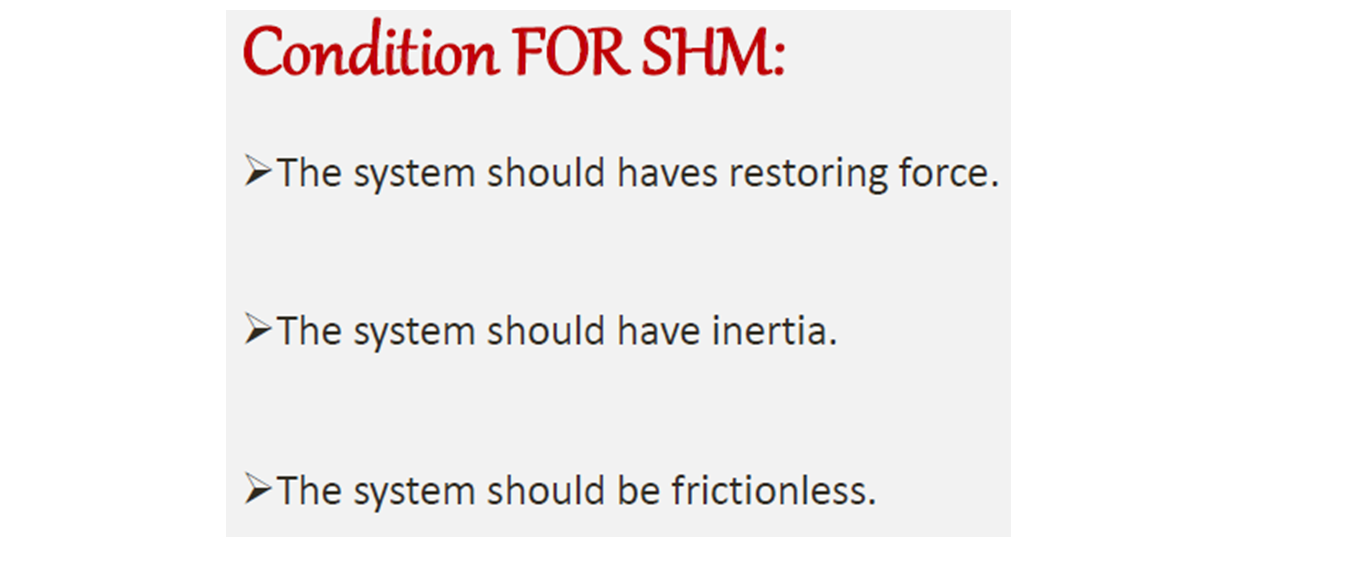 Condition FOR SHM:
➢The system should haves restoring force.
➢The system should have inertia.
➢The system should be frictionless.